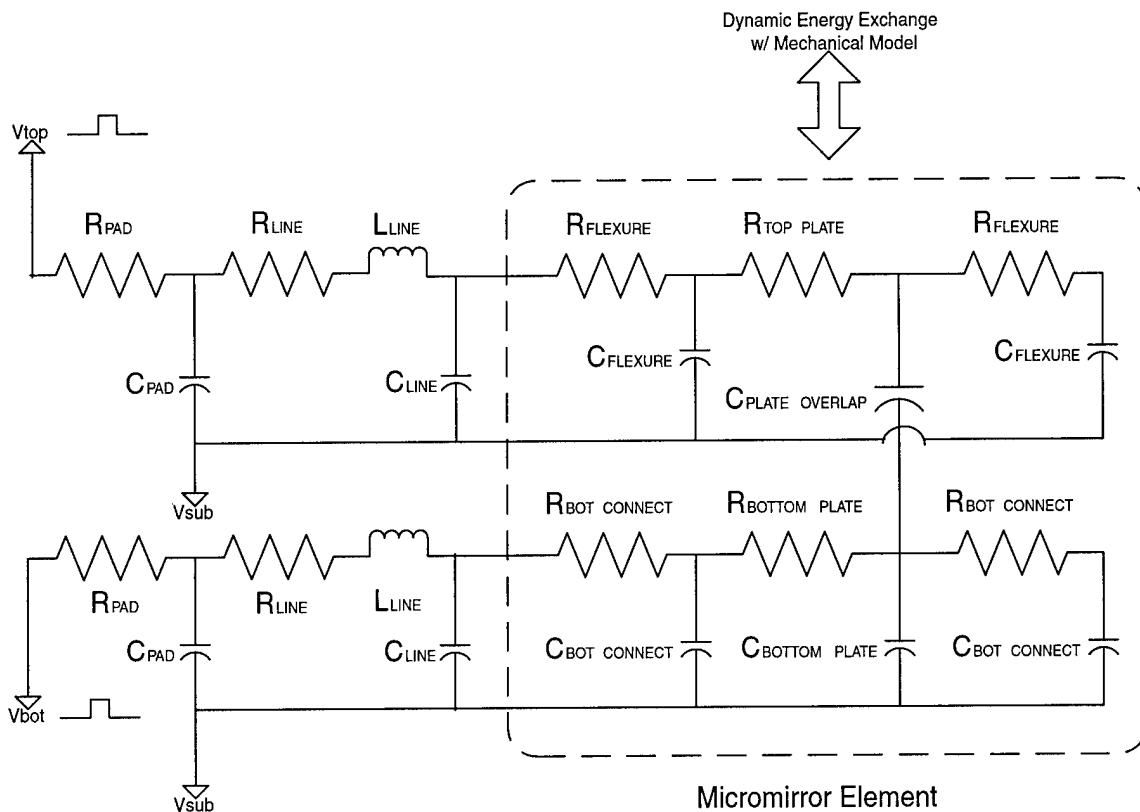 Dynamic Energy Exchange
w/ Mechanical Model
Vtop
RPAD
RLINE
LLINE
RFLEXURE
RTOP PLATE
RFLEXURE
CPAD
CLINE
CFLEXURE
CPLATE OVERLAP
CFLEXURE
Vsub
RBOT CONNECT
RBOTTOM PLATE
RBOT CONNECT
RPAD
RLINE
LLINE
CPAD
CLINE
CBOT CONNECT
CBOTTOM PLATE
CBOT CONNECT
Vbot
Vsub
Micromirror Element